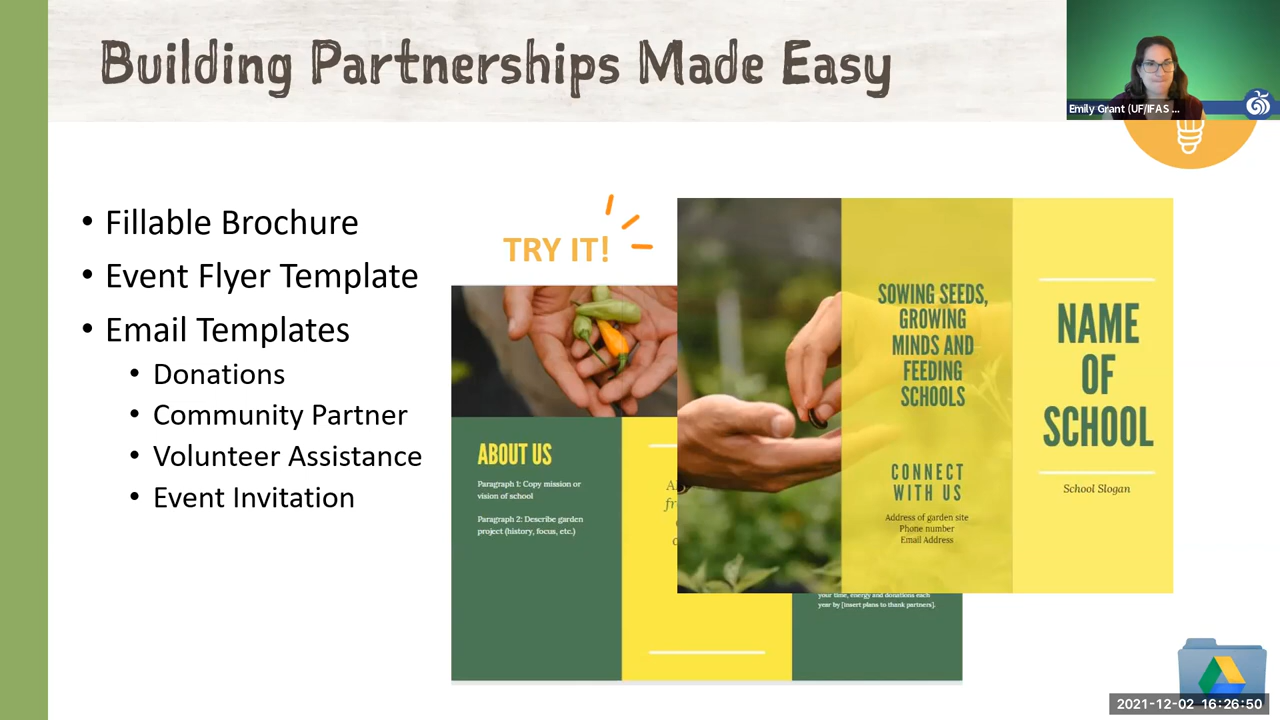 Building Partnerships Made Easy
Emily Grant (UF/IFAS ...
• Fillable Brochure
• Event Flyer Template
• Email Templates
• Donations
• Community Partner
• Volunteer Assistance
• Event Invitation
TRY IT!
ABOUT US
Paragraph 1: Copy mission or
vision of school
Paragraph 2: Describe garden
project (history, focus, etc.)
SOWING SEEDS,
GROWING
MINDS AND
FEEDING
SCHOOLS
CONNECT
WITH US
Address of garden site
Phone number
Email Address
NAME
OF
SCHOOL
School Slogan
your time, energy and donations each
year by [insert plans to thank partners].
2021-12-02 16:26:50